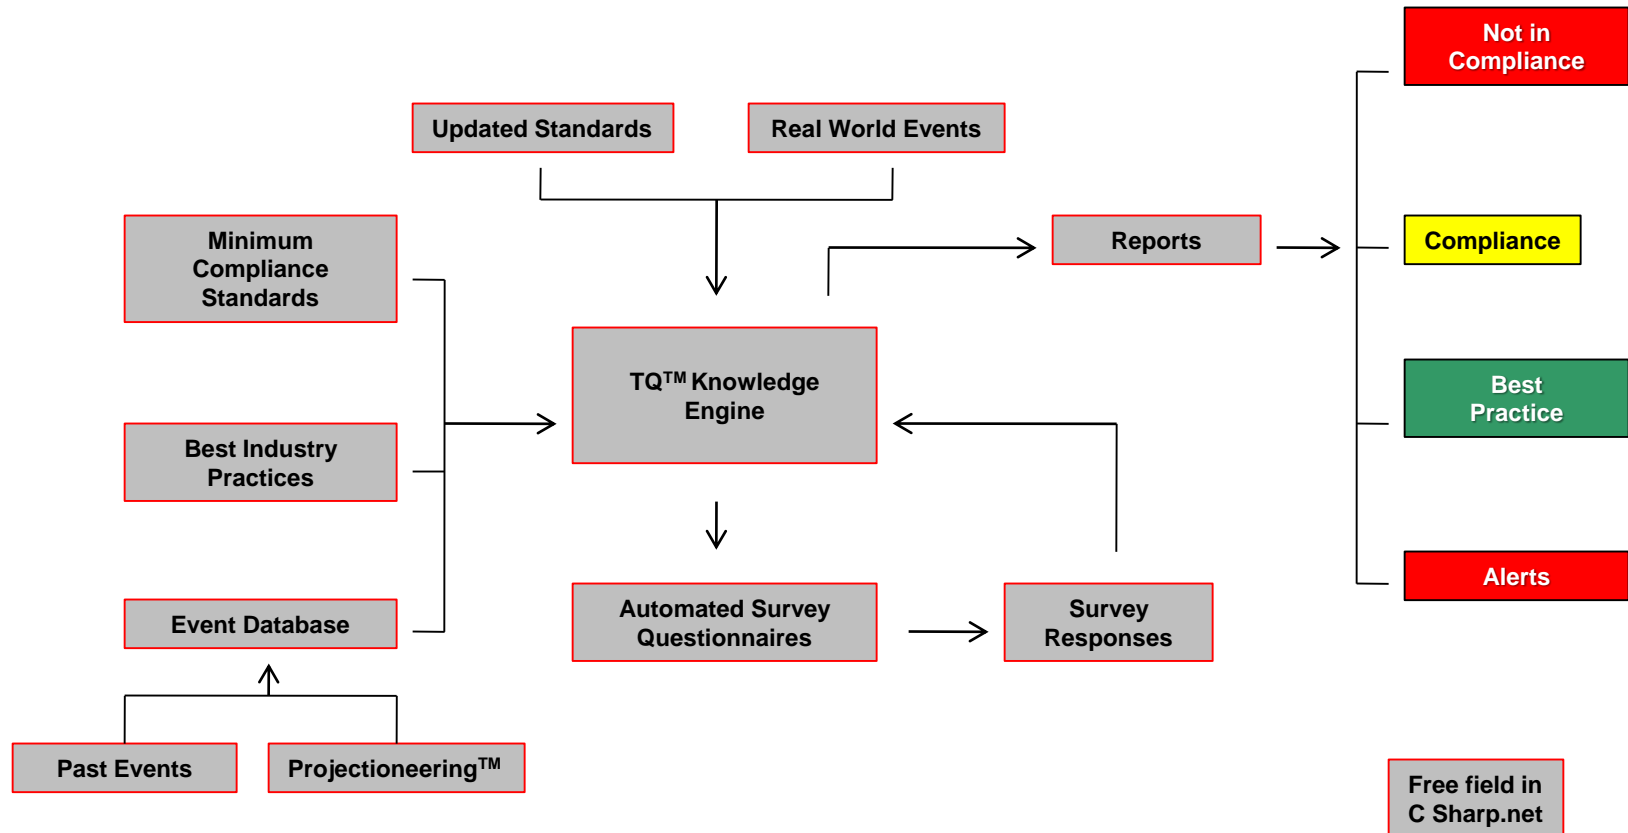 Not in
Compliance
Updated Standards
Real World Events
Minimum
Compliance
Standards
Reports
Compliance
TQ™ Knowledge
Engine
Best
Practice
Best Industry
Practices
Alerts
Event Database
Automated Survey
Questionnaires
Survey
Responses
Past Events
Projectioneering™
Free field in
C Sharp.net